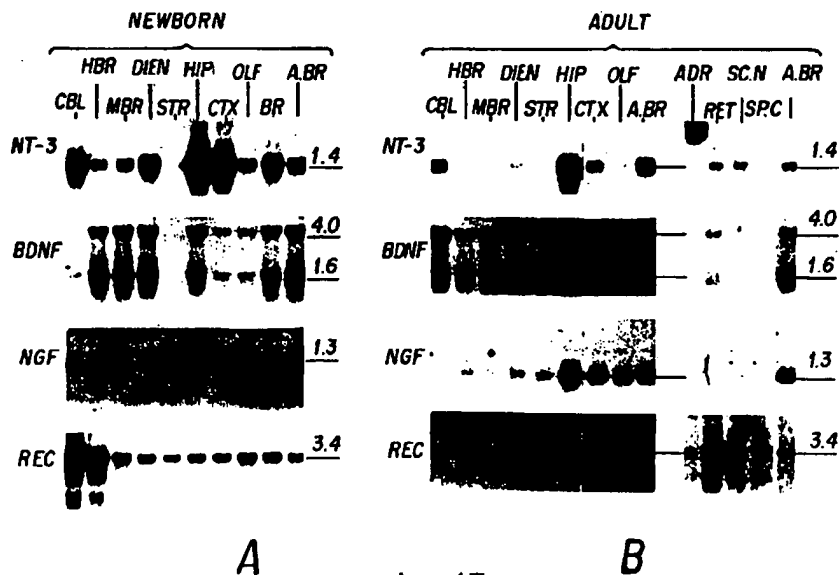 NEWBORN
HBR DIEN HIP OLF A.BR
CBL MBR STR CTX BR
NT-3 1.4
BDNF 4.0
1.6
NGF 1.3
REC 3.4
A
ADULT
HBR DIEN HIP OLF ADR SC.N A.BR
CBL MBR STR CTX A.BR RET SP.C
NT-3 1.4
BDNF 4.0
1.6
NGF 1.3
REC 3.4
B